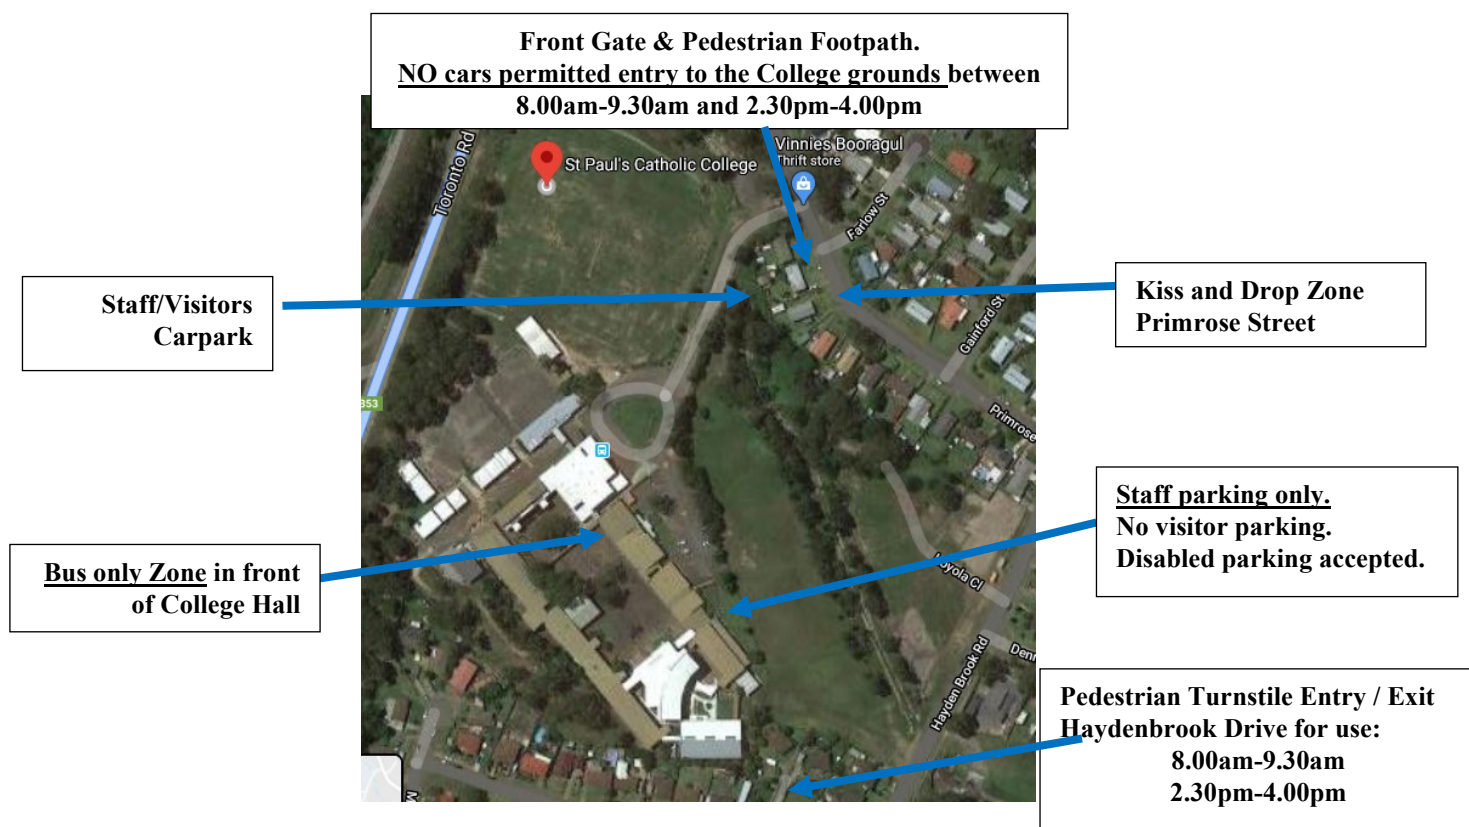 Front Gate & Pedestrian Footpath.
NO cars permitted entry to the College grounds between
8.00am-9.30am and 2.30pm-4.00pm
Toronto Rd
St Paul's Catholic College
Vinnies Booragul
Thrift store
Farlow St
Staff/Visitors
Carpark
Kiss and Drop Zone
Primrose Street
Gainford St
353
Primrose
Staff parking only.
No visitor parking.
Disabled parking accepted.
Bus only Zone in front
of College Hall
Loyola Cl
Denn
Hayden Brook Rd
Pedestrian Turnstile Entry / Exit
Haydenbrook Drive for use:
8.00am-9.30am
2.30pm-4.00pm
M